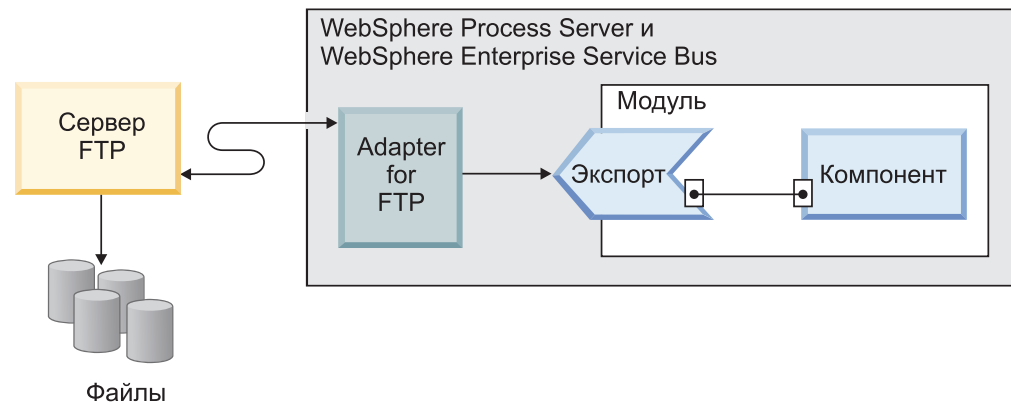 WebSphere Process Server и
WebSphere Enterprise Service Bus
Модуль
Сервер
FTP
Adapter
for
FTP
Экспорт
Компонент
Файлы